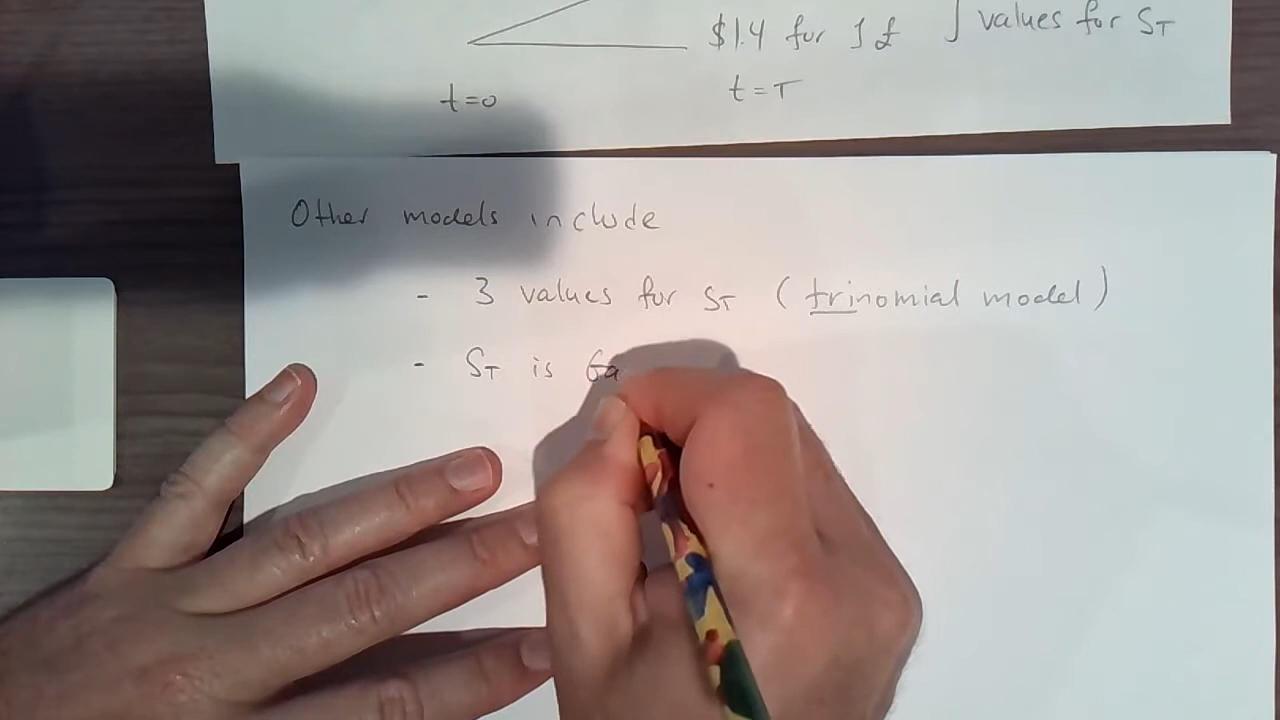 $1.4 for 1 £ } values for S_T
t=0 t=T
Other models include
- 3 values for S_T (trinomial model)
- S_T is Ga